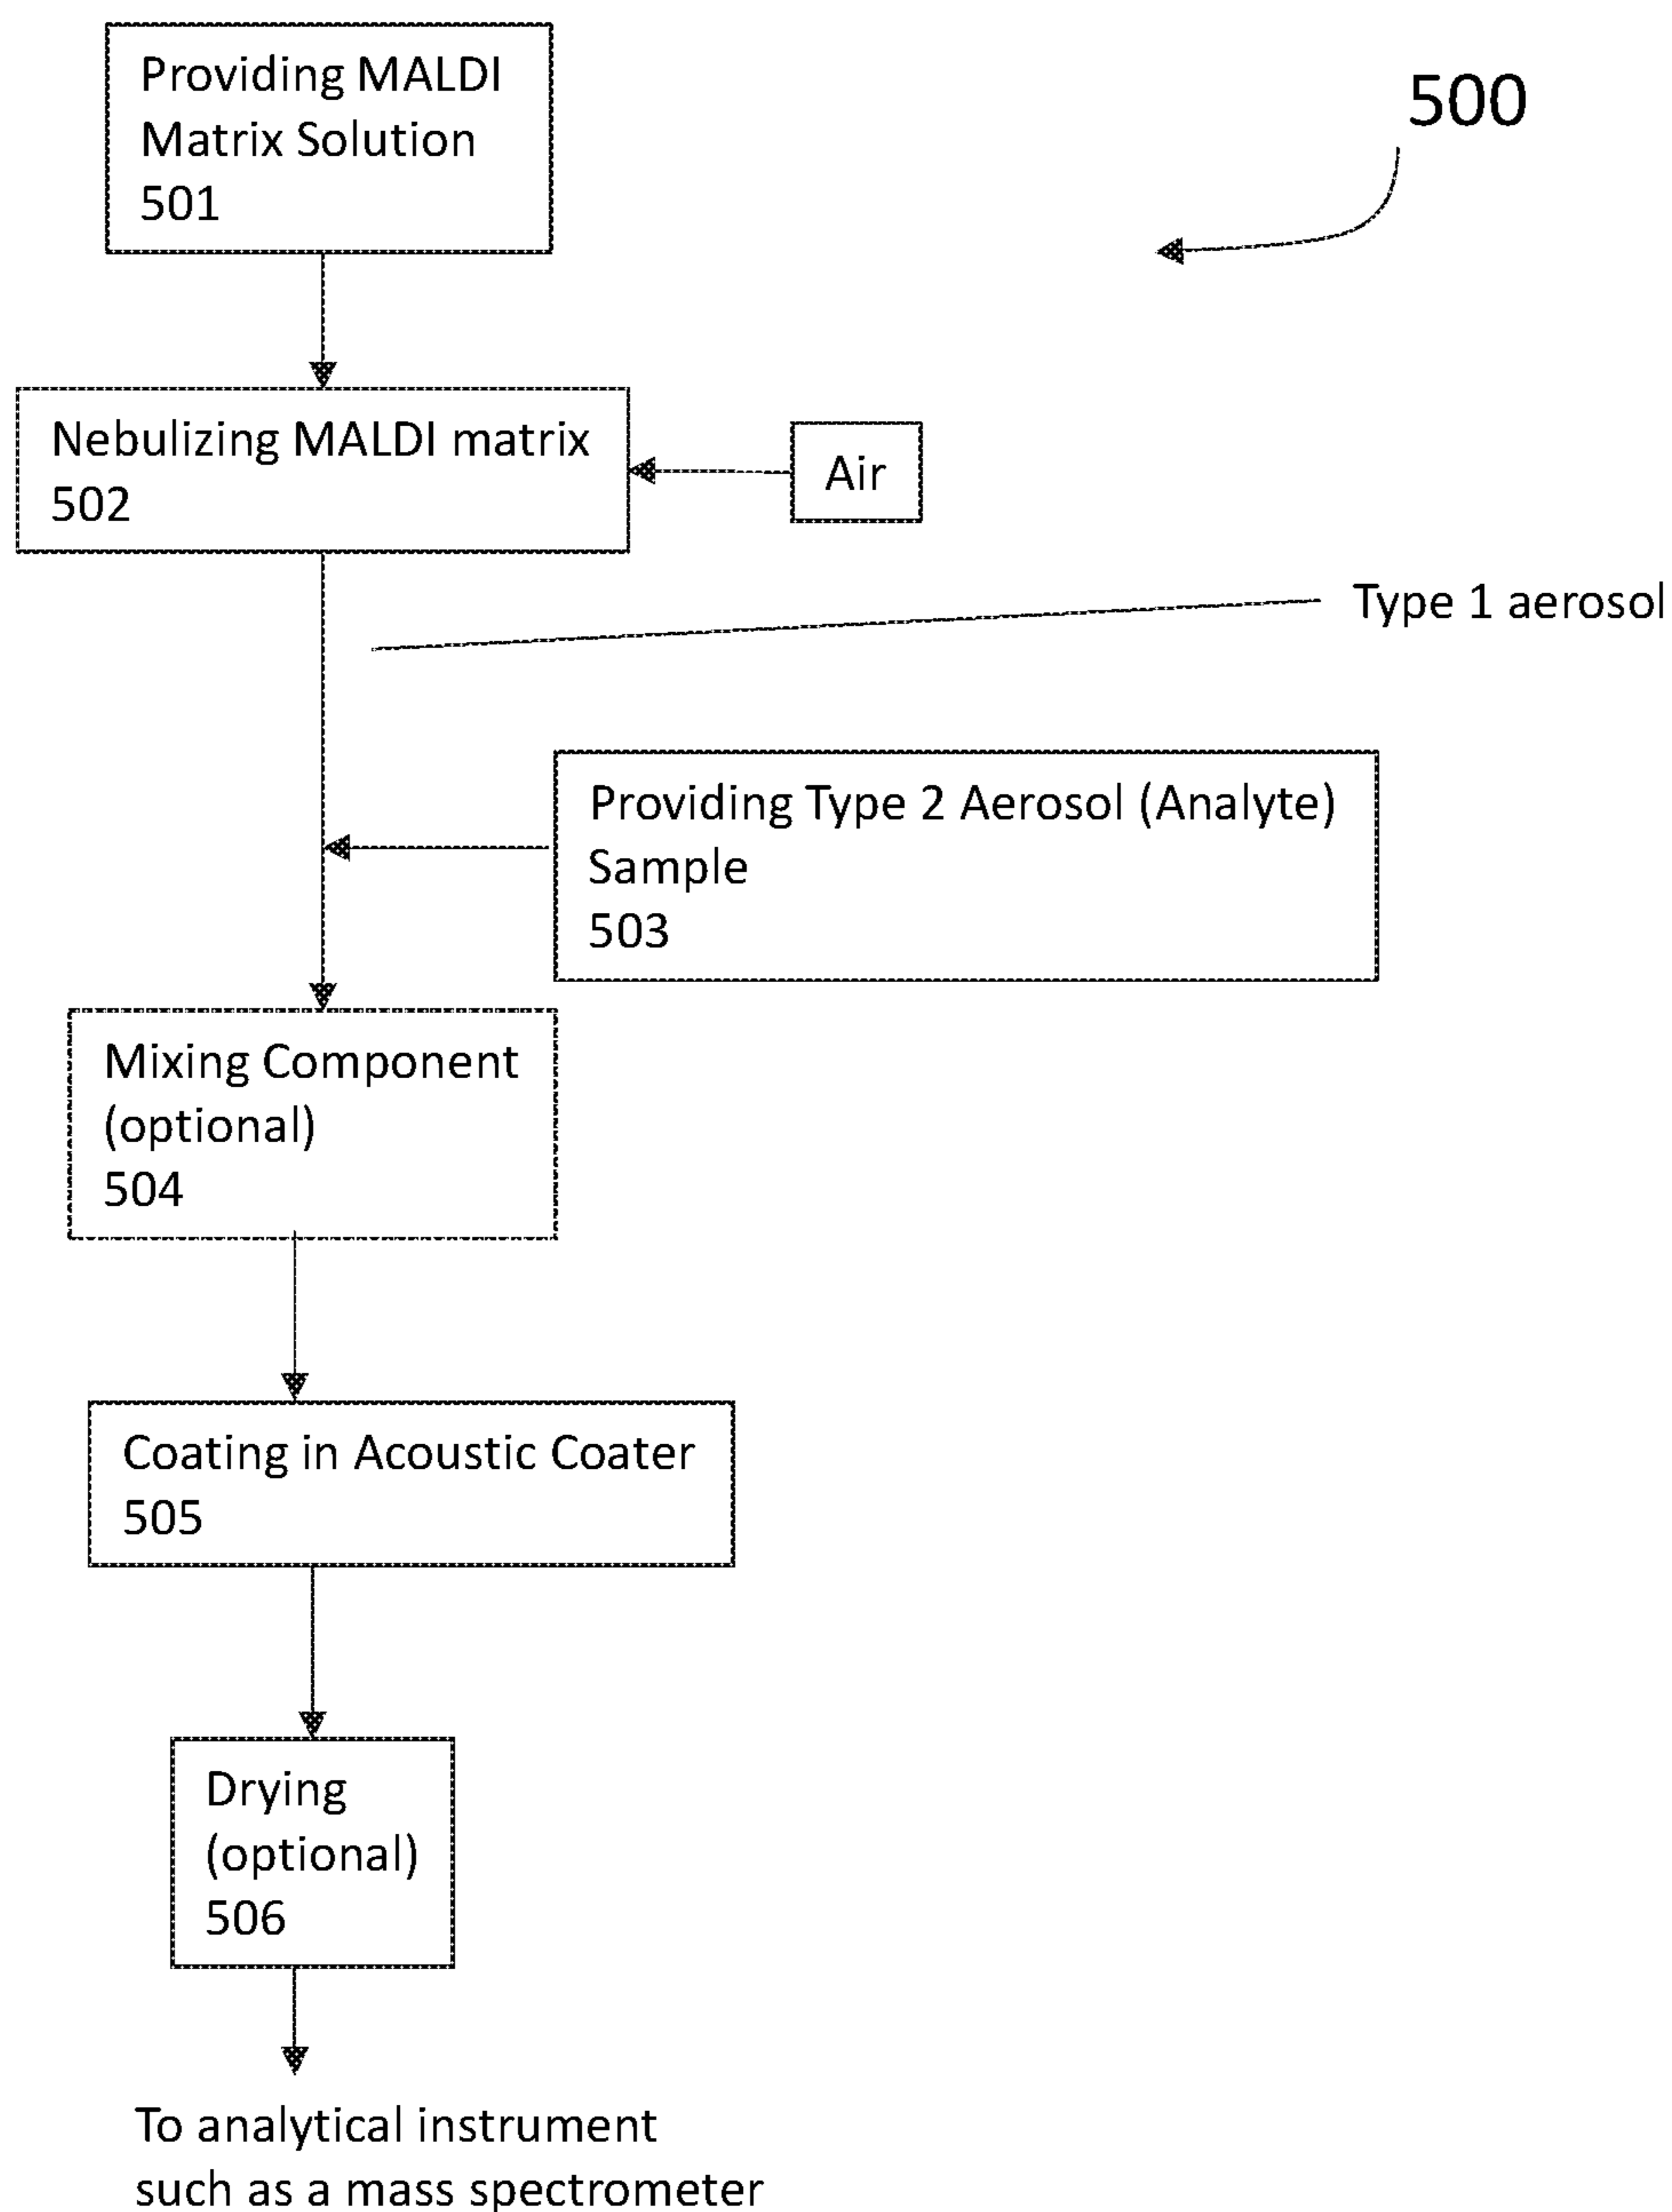 Providing MALDI
Matrix Solution
501
500
Nebulizing MALDI matrix
502
Air
Type 1 aerosol
Providing Type 2 Aerosol (Analyte)
Sample
503
Mixing Component
(optional)
504
Coating in Acoustic Coater
505
Drying
(optional)
506
To analytical instrument
such as a mass spectrometer